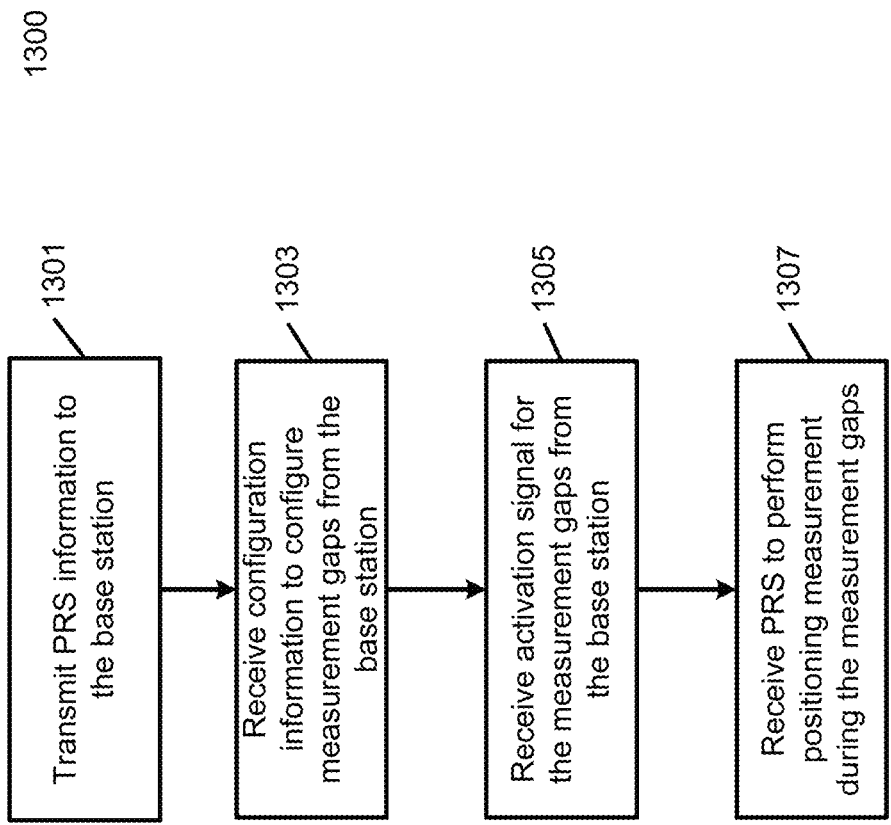 1300
1301
Transmit PRS information to
the base station
1303
Receive configuration
information to configure
measurement gaps from the
base station
1305
Receive activation signal for
the measurement gaps from
the base station
1307
Receive PRS to perform
positioning measurement
during the measurement gaps